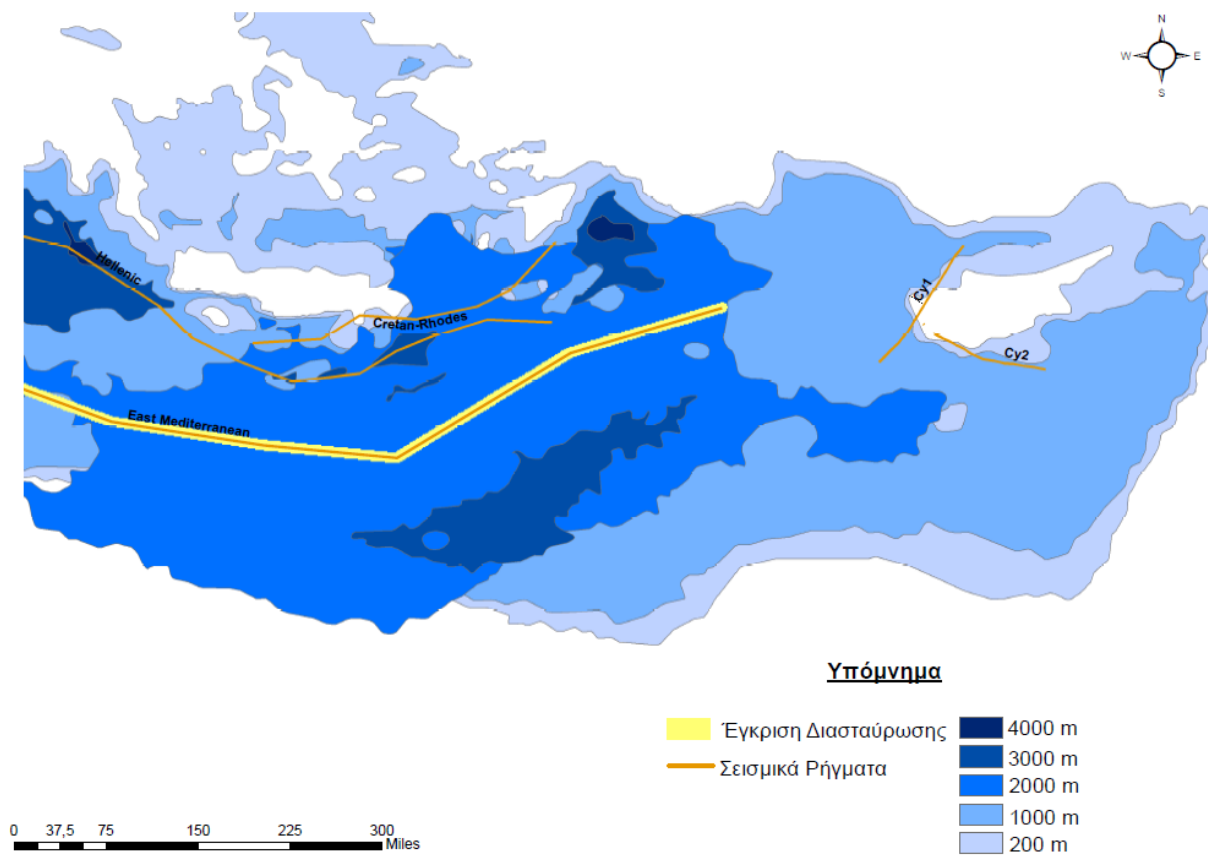 N
W E
S
Hellenic
Cretan-Rhodes
East Mediterranean
Cy1
Cy2
Υπόμνημα
Έγκριση Διασταύρωσης
Σεισμικά Ρήγματα
4000 m
3000 m
2000 m
1000 m
200 m
0 37,5 75 150 225 300
Miles